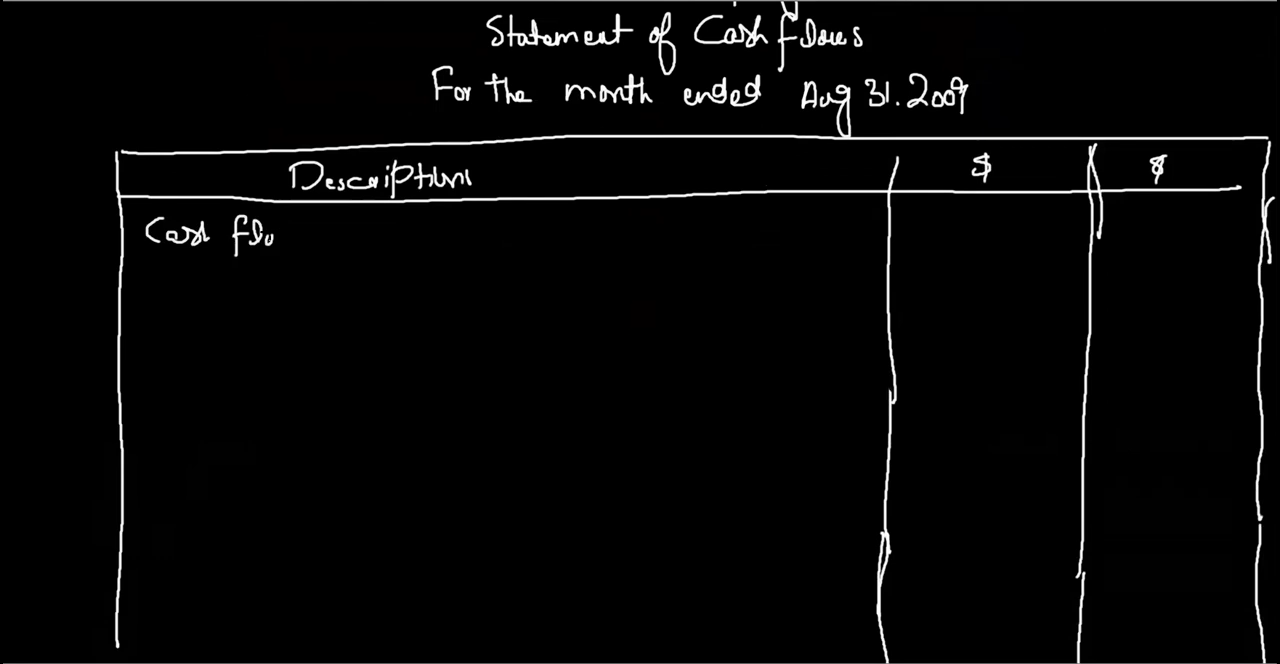 Statement of Cash flows
For the month ended Aug 31. 2009
Description $ $
Cash flo